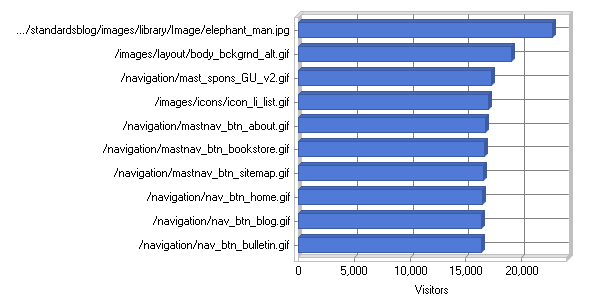 .../standardsblog/images/library/Image/elephant_man.jpg
/images/layout/body_bckgrnd_alt.gif
/navigation/mast_spons_GU_v2.gif
/images/icons/icon_li_list.gif
/navigation/mastnav_btn_about.gif
/navigation/mastnav_btn_bookstore.gif
/navigation/mastnav_btn_sitemap.gif
/navigation/nav_btn_home.gif
/navigation/nav_btn_blog.gif
/navigation/nav_btn_bulletin.gif
0 5,000 10,000 15,000 20,000
Visitors